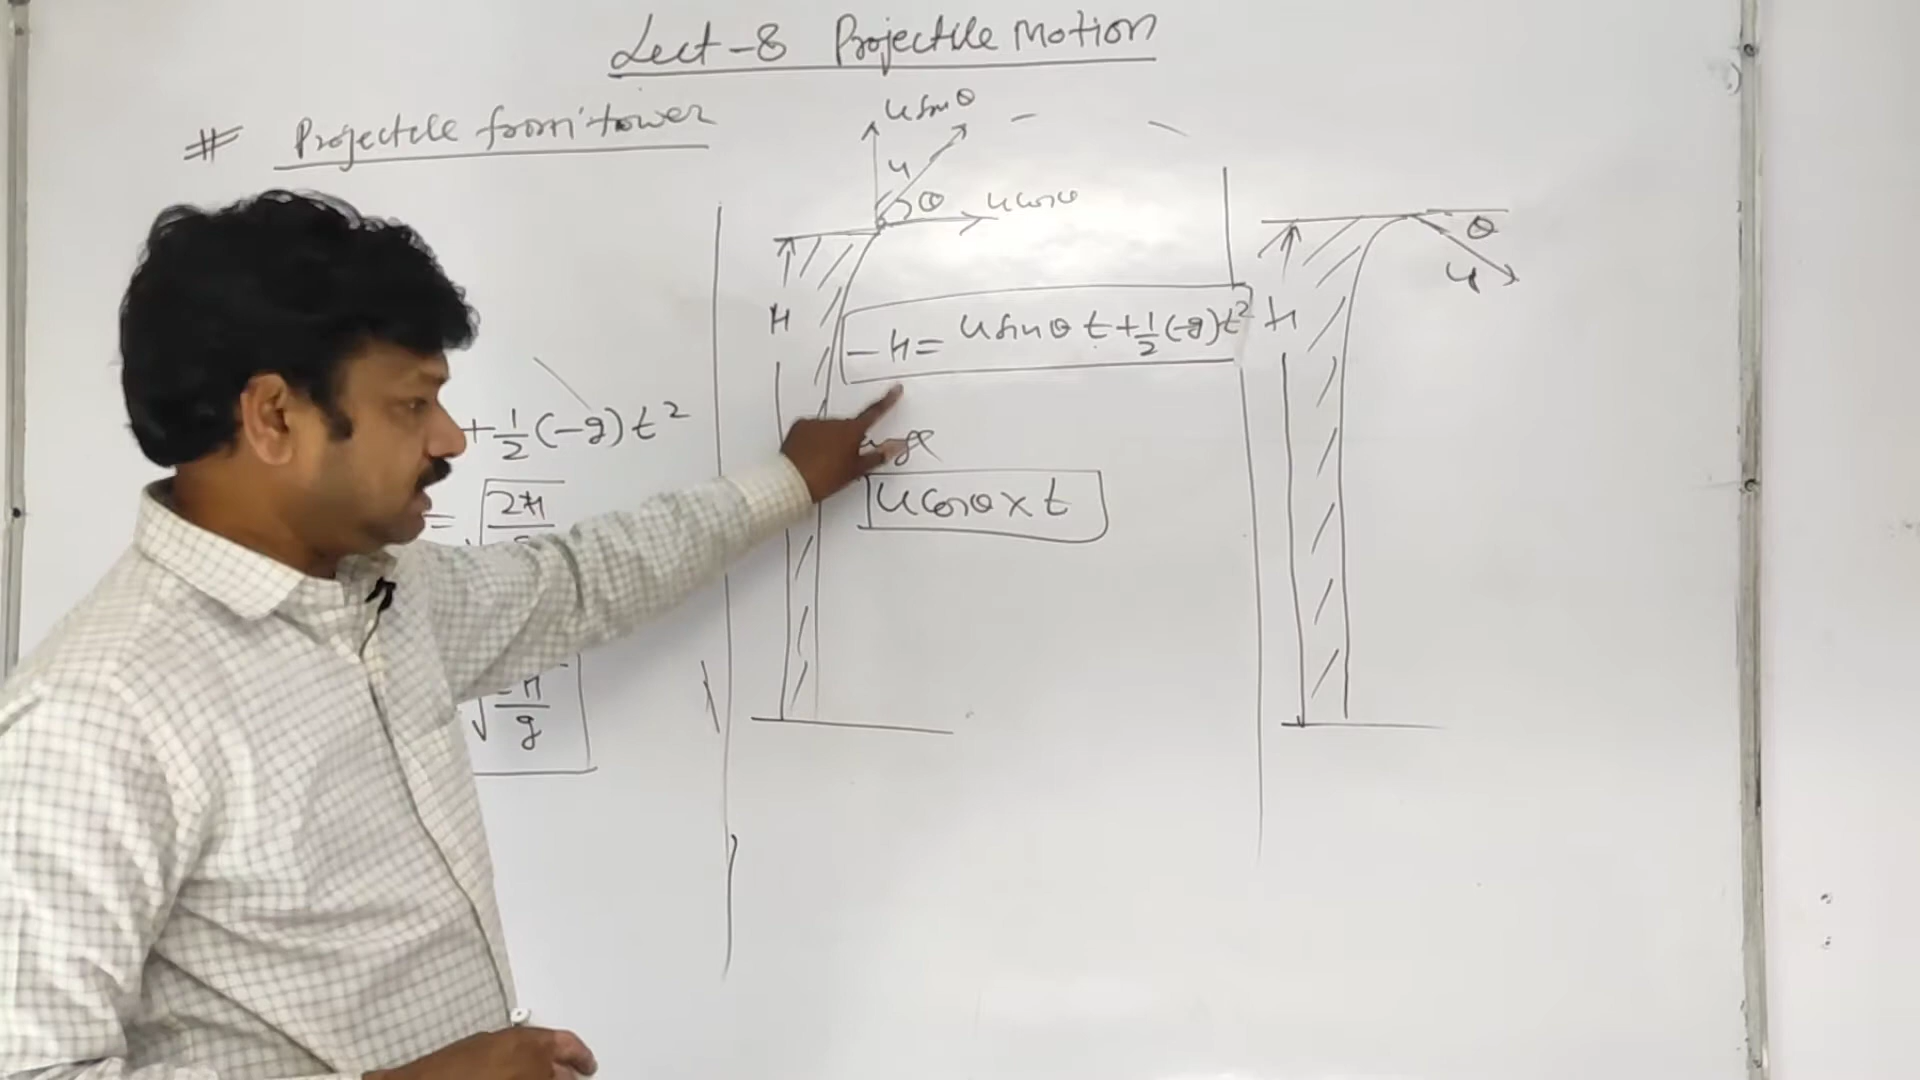 Lect-8 Projectile Motion
# Projectile from tower
+ 1/2 (-g) t²
= √(2H/
g
u sinθ
u
θ
u cosθ
H
-H = u sinθ t + 1/2 (-g) t²
u cosθ × t
H
θ
u